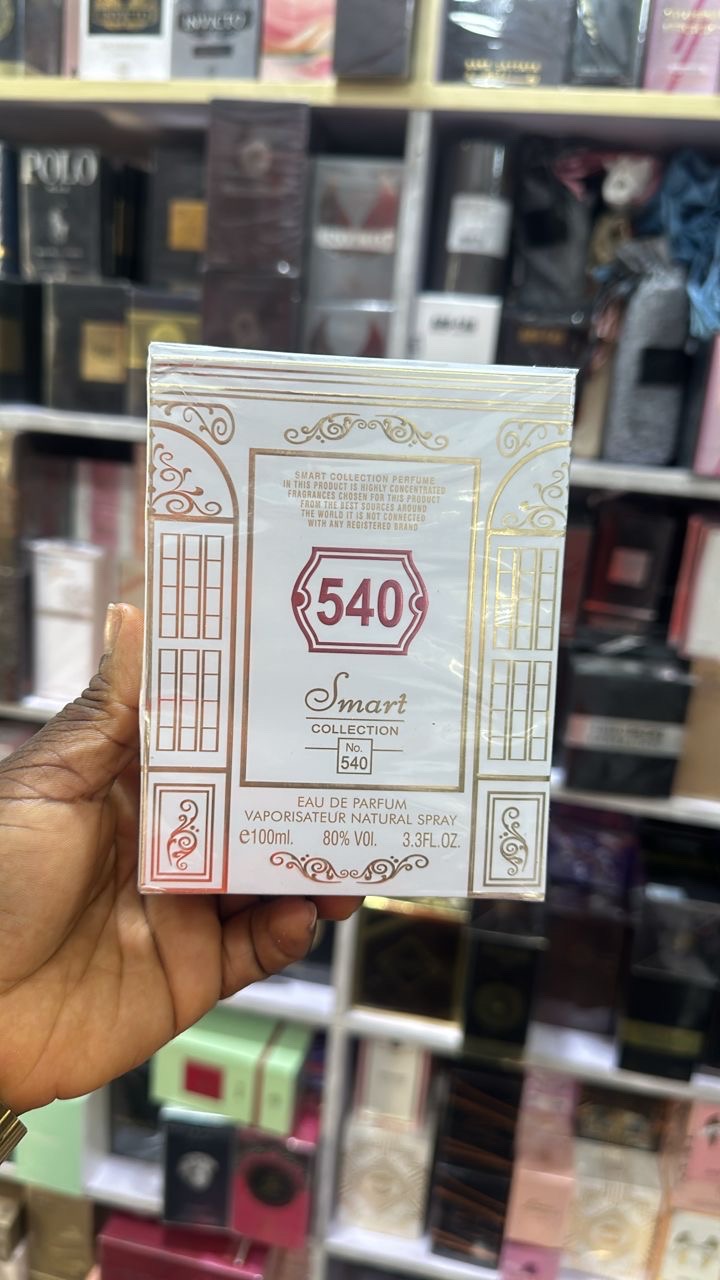 INVICTO
POLO
SMART COLLECTION PERFUME
IN THIS PRODUCT IS HIGHLY CONCENTRATED
FRAGRANCES CHOSEN FOR THIS PRODUCT
FROM THE BEST SOURCES AROUND
THE WORLD IT IS NOT CONNECTED
WITH ANY REGISTERED BRAND
540
Smart
COLLECTION
No.
540
EAU DE PARFUM
VAPORISATEUR NATURAL SPRAY
e100ml. 80% VOL. 3.3FL.OZ.